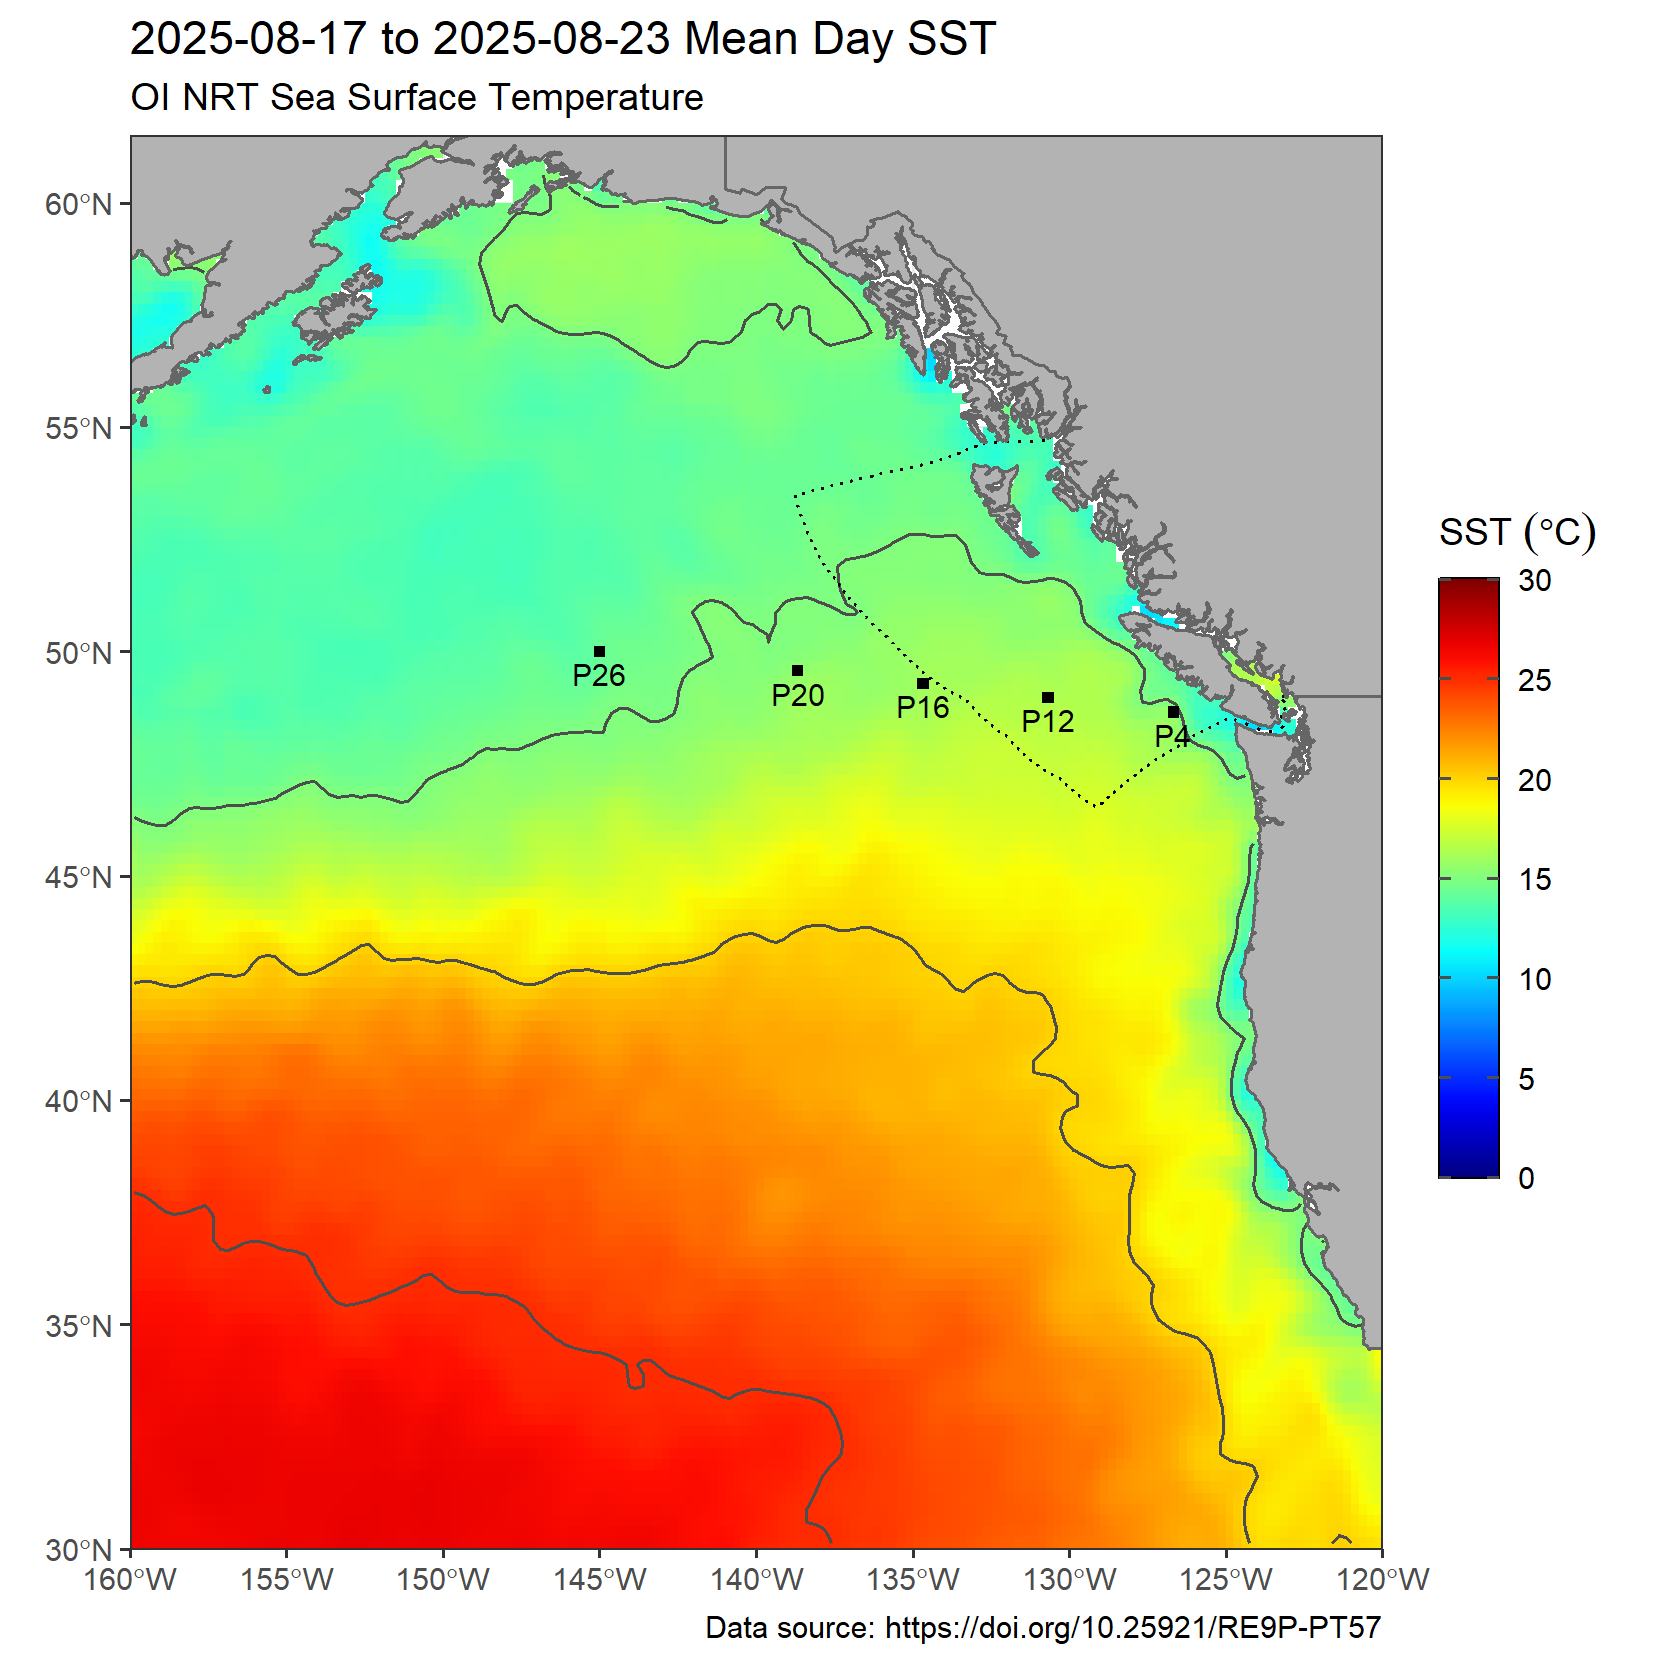 2025-08-17 to 2025-08-23 Mean Day SST
OI NRT Sea Surface Temperature
60°N
55°N
50°N
45°N
40°N
35°N
30°N
P26
P20
P16
P12
P4
160°W
155°W
150°W
145°W
140°W
135°W
130°W
125°W
120°W
SST (°C)
30
25
20
15
10
5
0
Data source: https://doi.org/10.25921/RE9P-PT57